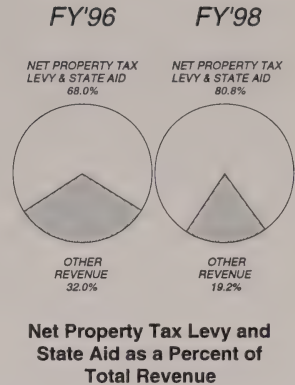 FY'96 FY'98
NET PROPERTY TAX NET PROPERTY TAX
LEVY & STATE AID LEVY & STATE AID
68.0% 80.8%
OTHER OTHER
REVENUE REVENUE
32.0% 19.2%
Net Property Tax Levy and
State Aid as a Percent of
Total Revenue